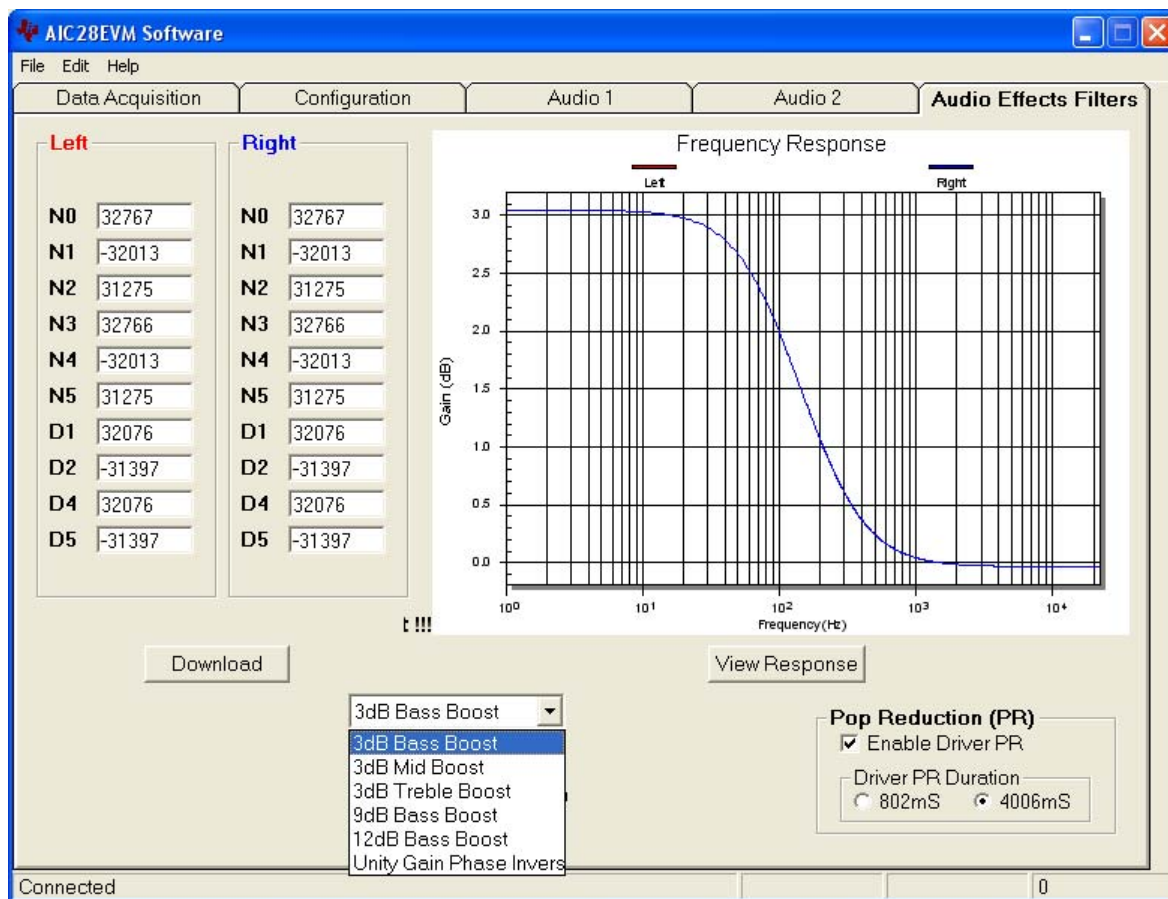 AIC28EVM Software
File Edit Help
Data Acquisition Configuration Audio 1 Audio 2 Audio Effects Filters
Left
N0 32767
N1 -32013
N2 31275
N3 32766
N4 -32013
N5 31275
D1 32076
D2 -31397
D4 32076
D5 -31397
Right
N0 32767
N1 -32013
N2 31275
N3 32766
N4 -32013
N5 31275
D1 32076
D2 -31397
D4 32076
D5 -31397
Frequency Response
Left Right
Gain (dB)
3.0
2.5
2.0
1.5
1.0
0.5
0.0
10⁰ 10¹ 10² 10³ 10⁴
Frequency(Hz)
t !!!
Download
View Response
3dB Bass Boost
3dB Bass Boost
3dB Mid Boost
3dB Treble Boost
9dB Bass Boost
12dB Bass Boost
Unity Gain Phase Invers
Pop Reduction (PR)
Enable Driver PR
Driver PR Duration
802mS 4006mS
Connected 0